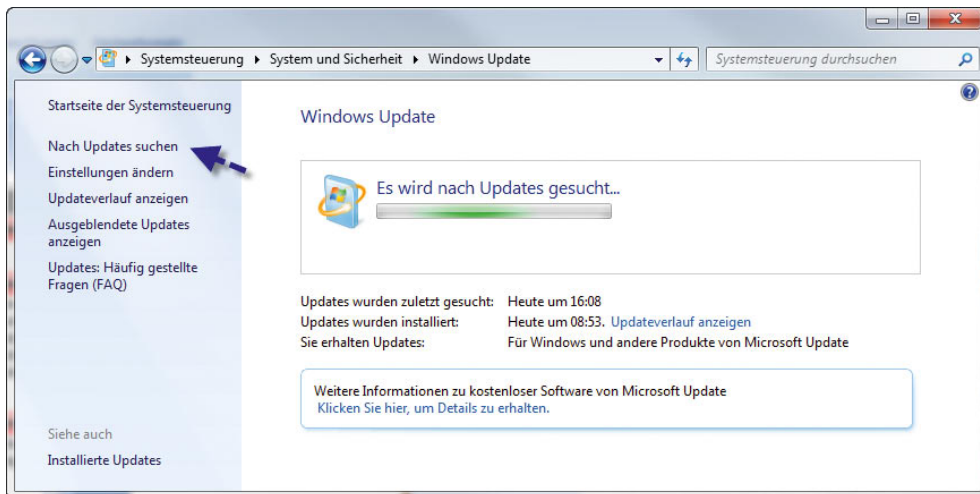 Systemsteuerung ▸ System und Sicherheit ▸ Windows Update
Systemsteuerung durchsuchen
Startseite der Systemsteuerung
Nach Updates suchen
Einstellungen ändern
Updateverlauf anzeigen
Ausgeblendete Updates
anzeigen
Updates: Häufig gestellte
Fragen (FAQ)
Siehe auch
Installierte Updates
Windows Update
Es wird nach Updates gesucht...
Updates wurden zuletzt gesucht: Heute um 16:08
Updates wurden installiert: Heute um 08:53. Updateverlauf anzeigen
Sie erhalten Updates: Für Windows und andere Produkte von Microsoft Update
Weitere Informationen zu kostenloser Software von Microsoft Update
Klicken Sie hier, um Details zu erhalten.